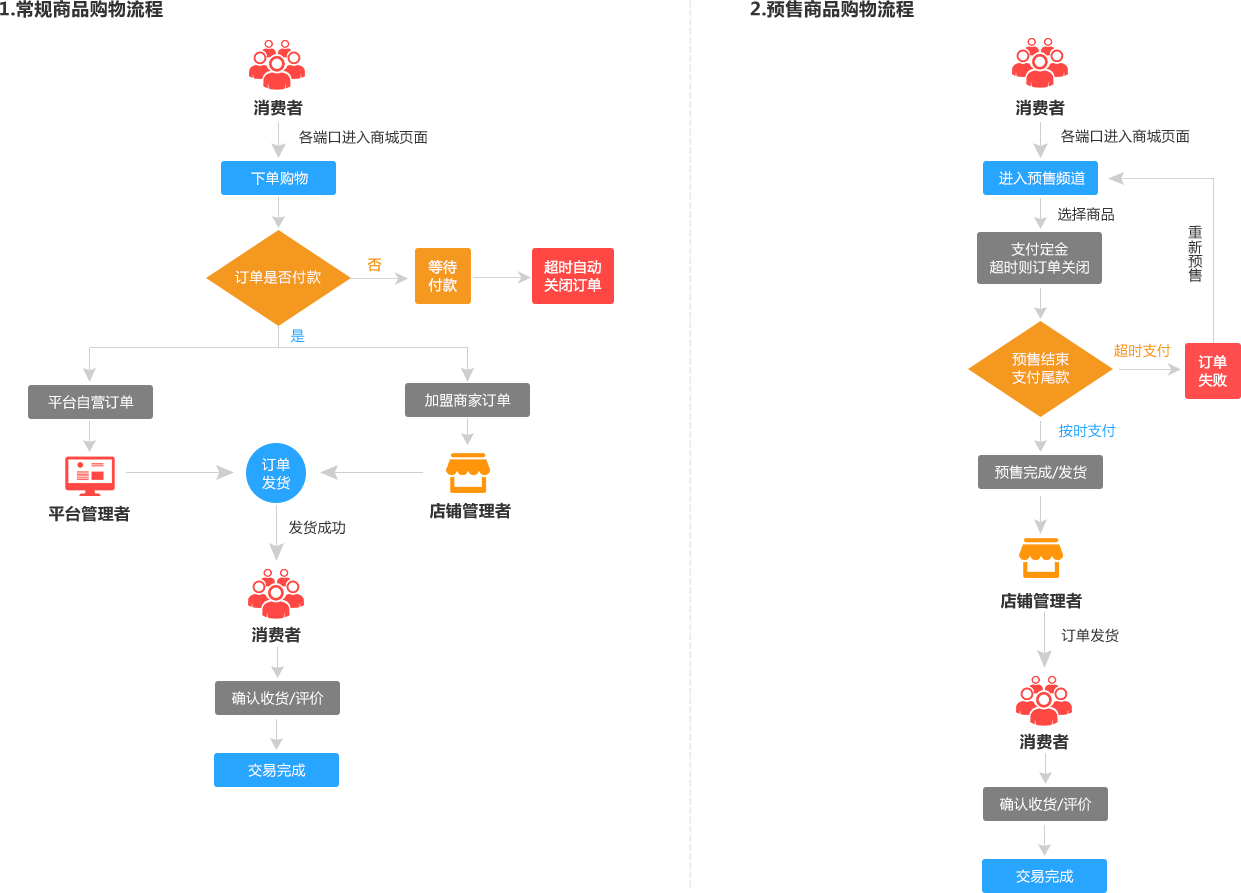 1.常规商品购物流程
消费者
各端口进入商城页面
下单购物
订单是否付款
否
等待
付款
超时自动
关闭订单
是
平台自营订单
加盟商家订单
平台管理者
订单
发货
店铺管理者
发货成功
消费者
确认收货/评价
交易完成
2.预售商品购物流程
消费者
各端口进入商城页面
进入预售频道
选择商品
支付定金
超时则订单关闭
重新预售
预售结束
支付尾款
超时支付
订单
失败
按时支付
预售完成/发货
店铺管理者
订单发货
消费者
确认收货/评价
交易完成